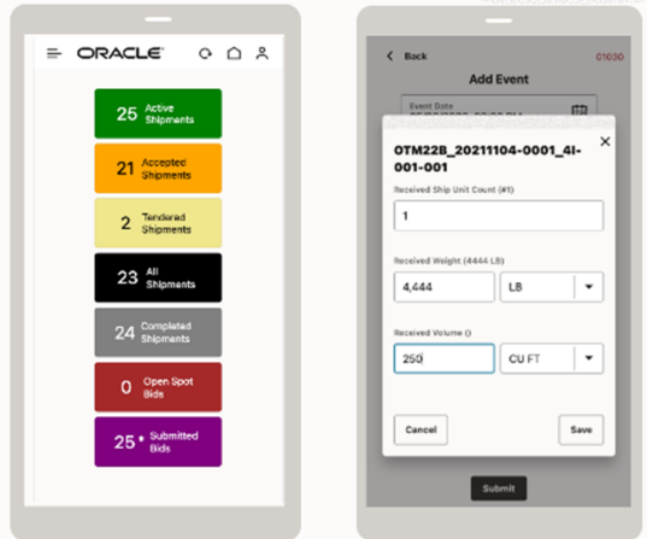 ORACLE
25 Active
Shipments
21 Accepted
Shipments
2 Tendered
Shipments
23 All
Shipments
24 Completed
Shipments
0 Open Spot
Bids
25* Submitted
Bids
Back
01030
Add Event
Event Date
OTM22B_20211104-0001_4I-
001-001
Received Ship Unit Count (#1)
1
Received Weight (4444 LB)
4,444
LB
Received Volume ()
250
CU FT
Cancel
Save
Submit